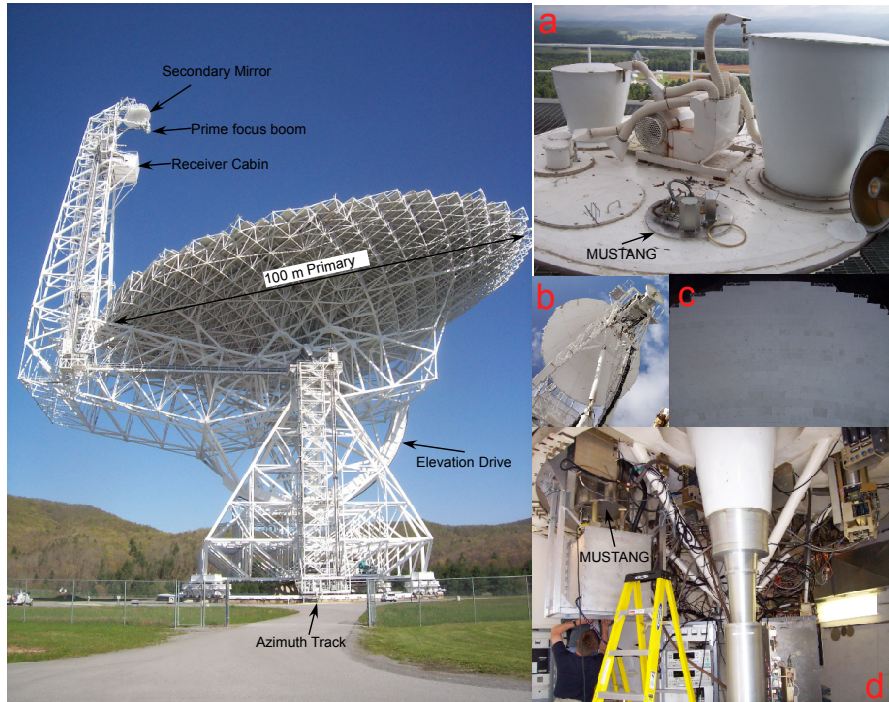 Secondary Mirror
Prime focus boom
Receiver Cabin
100 m Primary
Elevation Drive
Azimuth Track
a
MUSTANG
b
c
MUSTANG
d